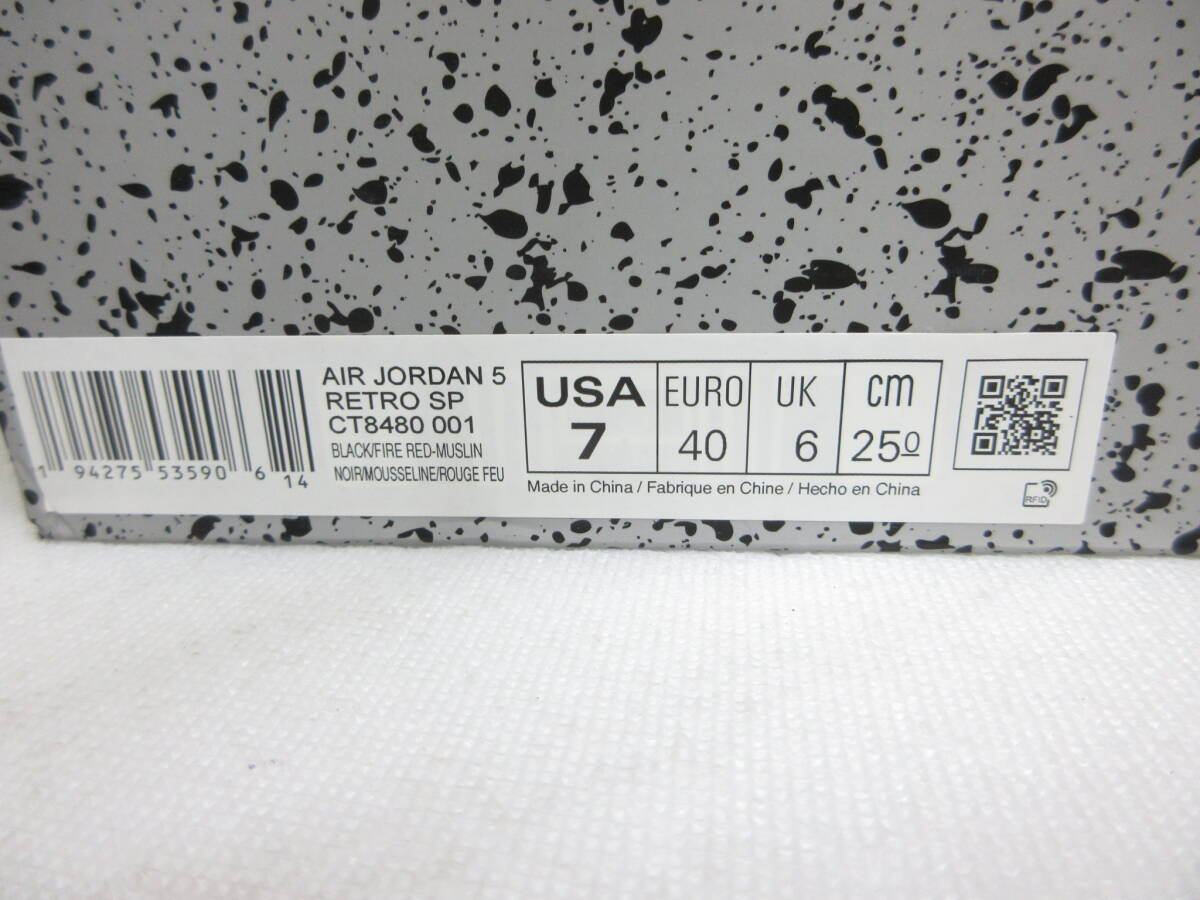 1 94275 53590 6 14
AIR JORDAN 5
RETRO SP
CT8480 001
BLACK/FIRE RED-MUSLIN
NOIR/MOUSSELINE/ROUGE FEU
USA EURO UK cm
7 40 6 25 0
Made in China / Fabrique en Chine / Hecho en China
RFID